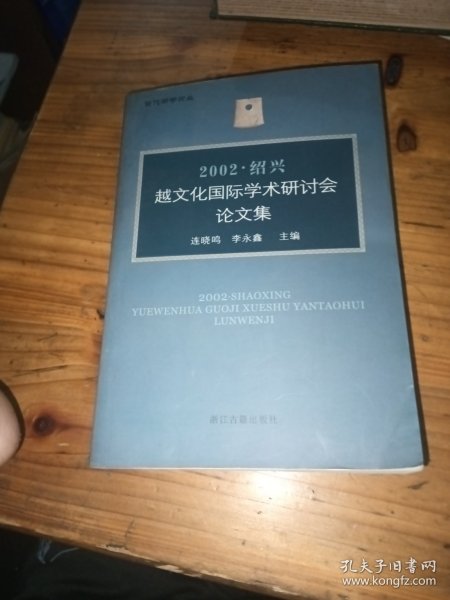 2002·绍兴
越文化国际学术研讨会
论文集
连晓鸣 李永鑫 主编
2002·SHAOXING
YUEWENHUA GUOJI XUESHU YANTAOHUI
LUNWENJI
浙江古籍出版社
孔夫子旧书网
www.kongfz.com